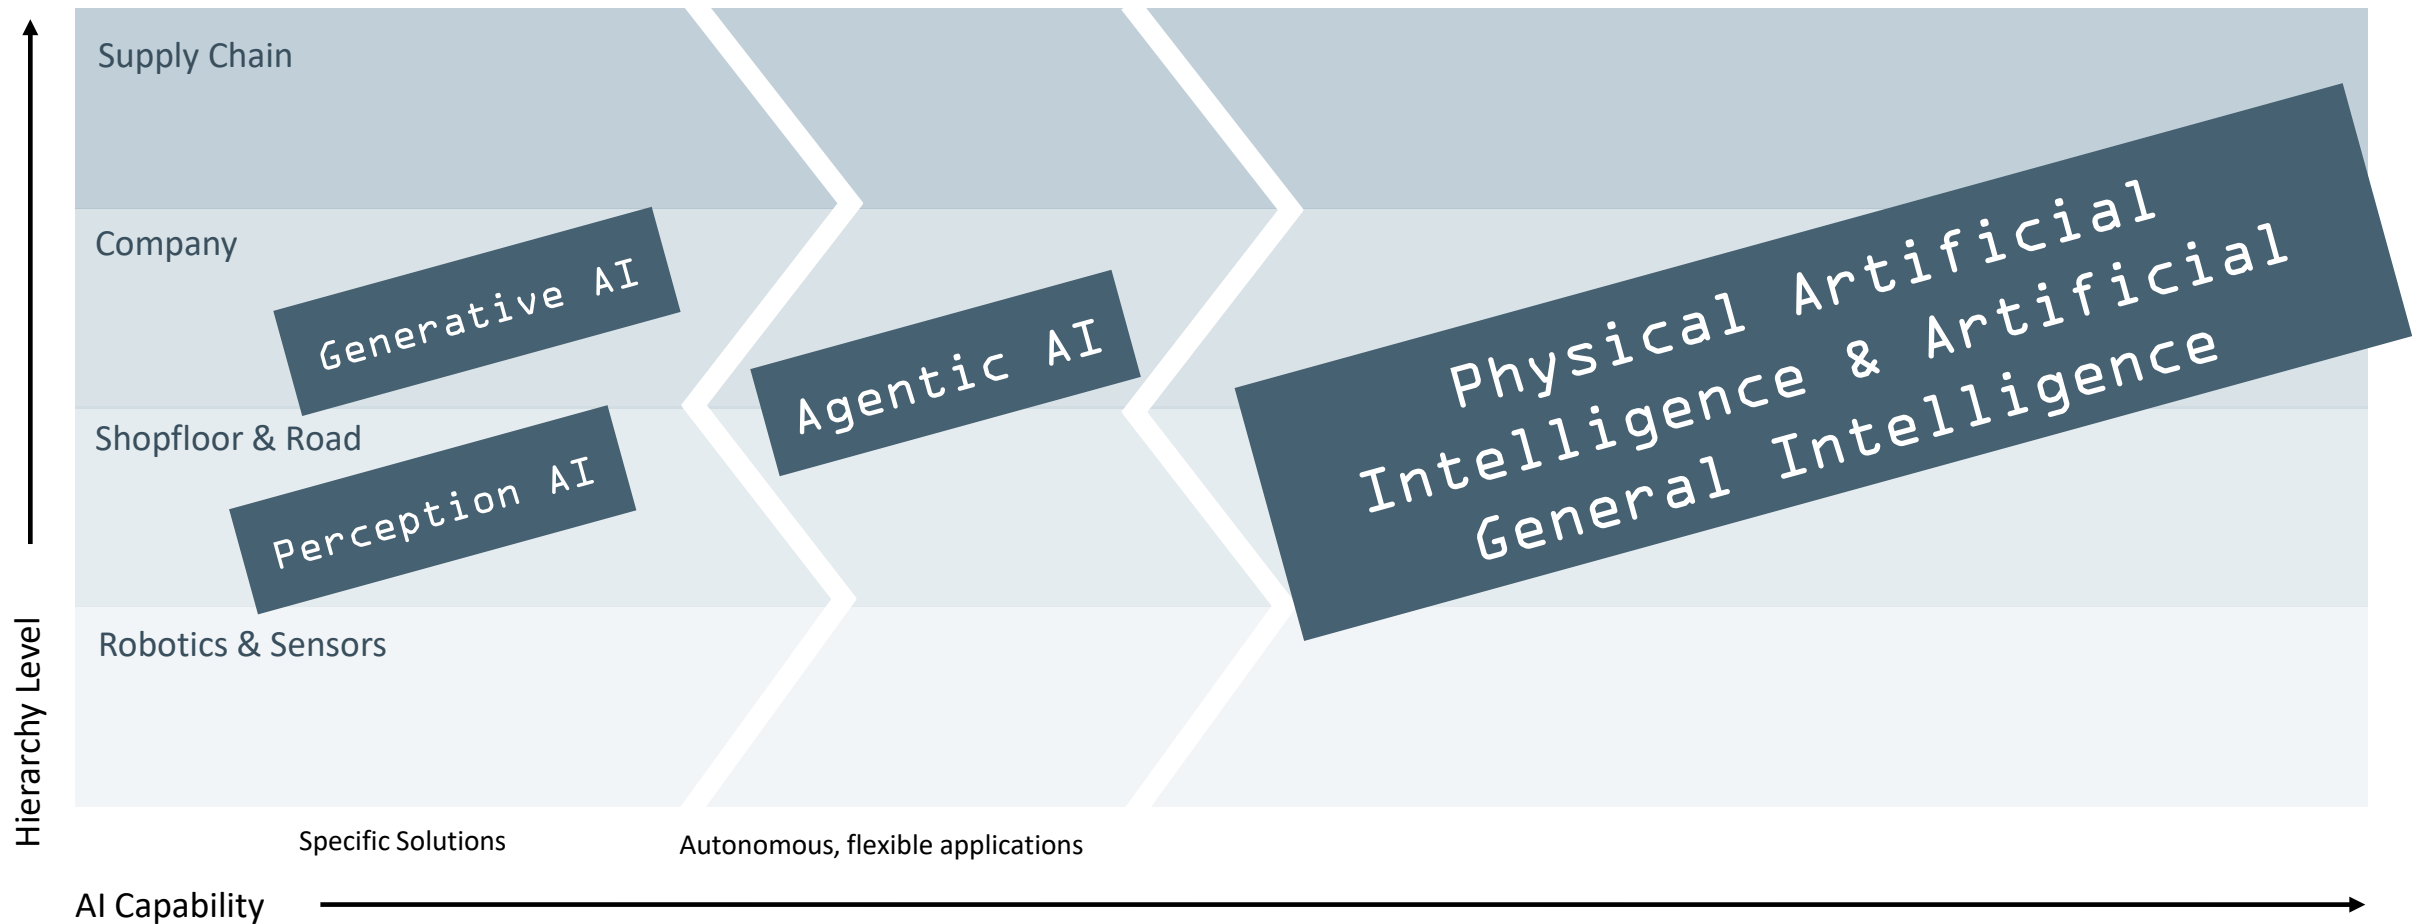 Supply Chain
Company
Generative AI
Agentic AI
Physical Artificial
Intelligence & Artificial
General Intelligence
Shopfloor & Road
Perception AI
Robotics & Sensors
Hierarchy Level
Specific Solutions
Autonomous, flexible applications
AI Capability